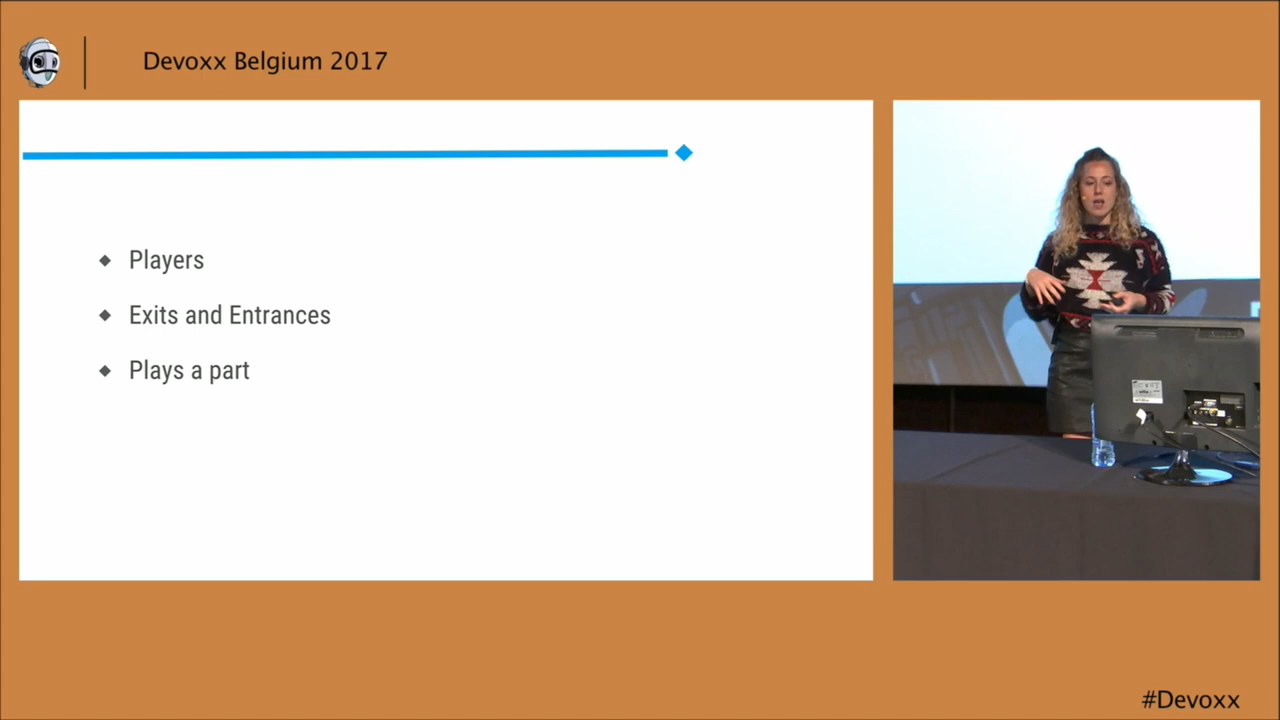 Devoxx Belgium 2017
Players
Exits and Entrances
Plays a part
#Devoxx